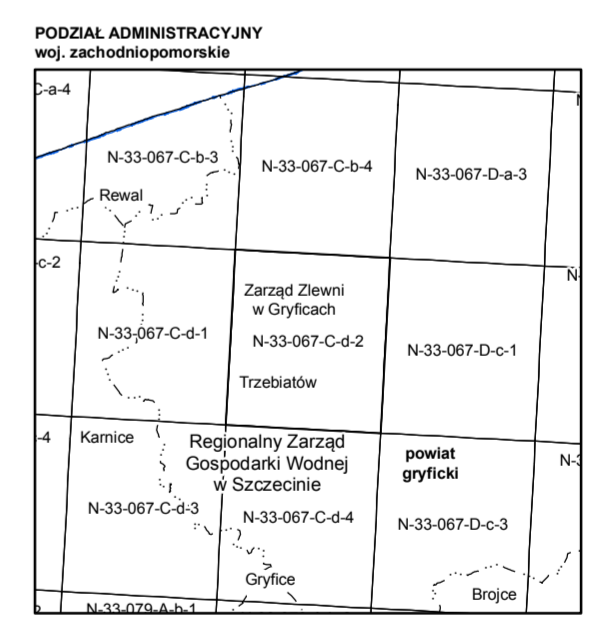 PODZIAŁ ADMINISTRACYJNY
woj. zachodniopomorskie
C-a-4
N-33-067-C-b-3
N-33-067-C-b-4
N-33-067-D-a-3
Rewal
c-2
N-
Zarząd Zlewni
w Gryficach
N-33-067-C-d-1
N-33-067-C-d-2
N-33-067-D-c-1
Trzebiatów
-4
Karnice
Regionalny Zarząd
Gospodarki Wodnej
w Szczecinie
powiat
gryficki
N-3
N-33-067-C-d-3
N-33-067-C-d-4
N-33-067-D-c-3
Gryfice
Brojce
N-33-079-A-b-1